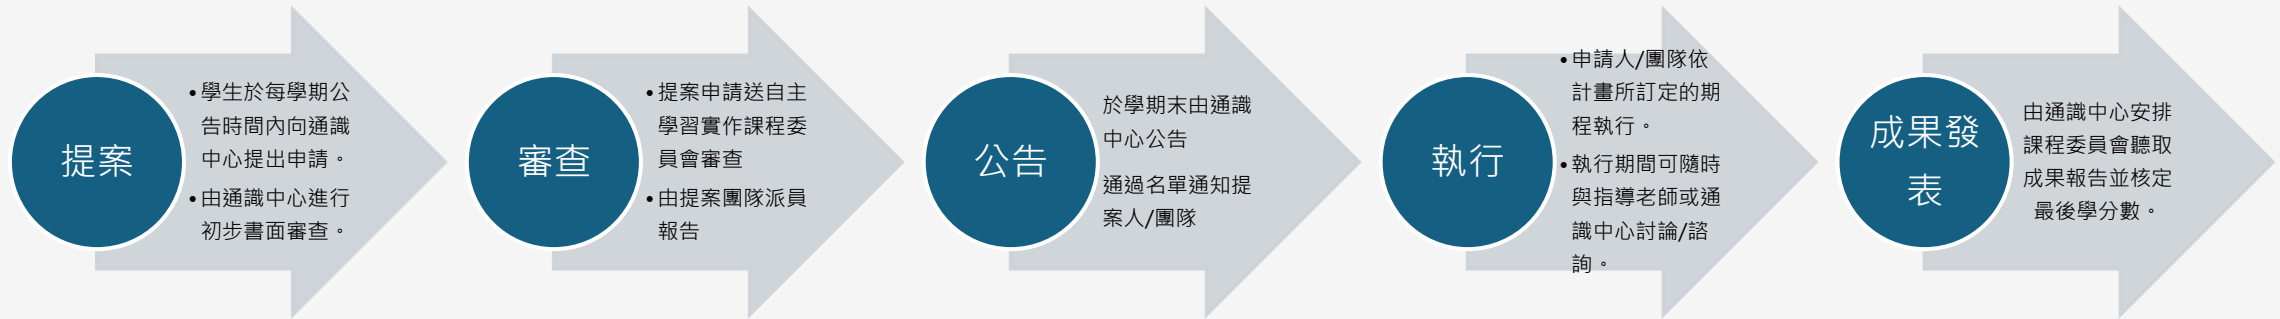 提案
•學生於每學期公
告時間內向通識
中心提出申請。
•由通識中心進行
初步書面審查。
審查
•提案申請送自主
學習實作課程委
員會審查
•由提案團隊派員
報告
公告
於學期末由通識
中心公告
通過名單通知提
案人/團隊
執行
•申請人/團隊依
計畫所訂定的期
程執行。
•執行期間可隨時
與指導老師或通
識中心討論/諮
詢。
成果發
表
由通識中心安排
課程委員會聽取
成果報告並核定
最後學分數。